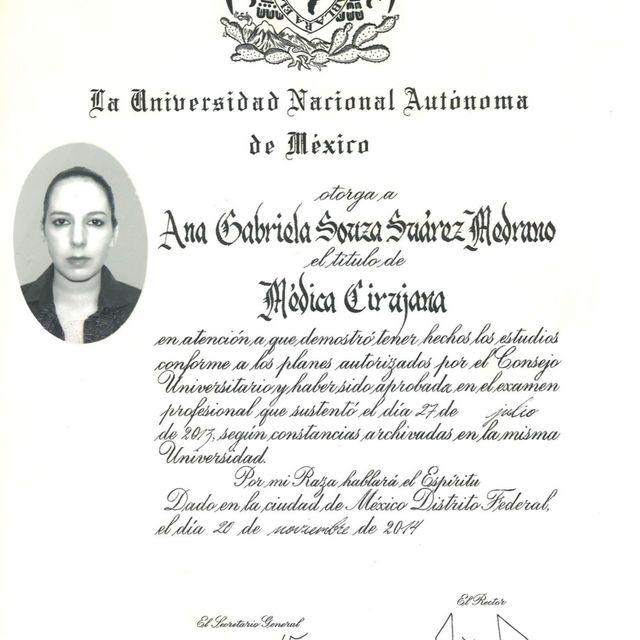 La Universidad Nacional Autónoma
de México
otorga a
Ana Gabriela Souza Suárez Medrano
el título de
Médica Cirujana
en atención a que demostró tener hechos los estudios
conforme a los planes autorizados por el Consejo
Universitario y haber sido aprobada en el examen
profesional que sustentó el día 27 de julio
de 2013, según constancias archivadas en la misma
Universidad.
Por mi Raza hablará el Espíritu
Dado en la ciudad de México Distrito Federal,
el día 20 de noviembre de 2014
El Rector
El Secretario General